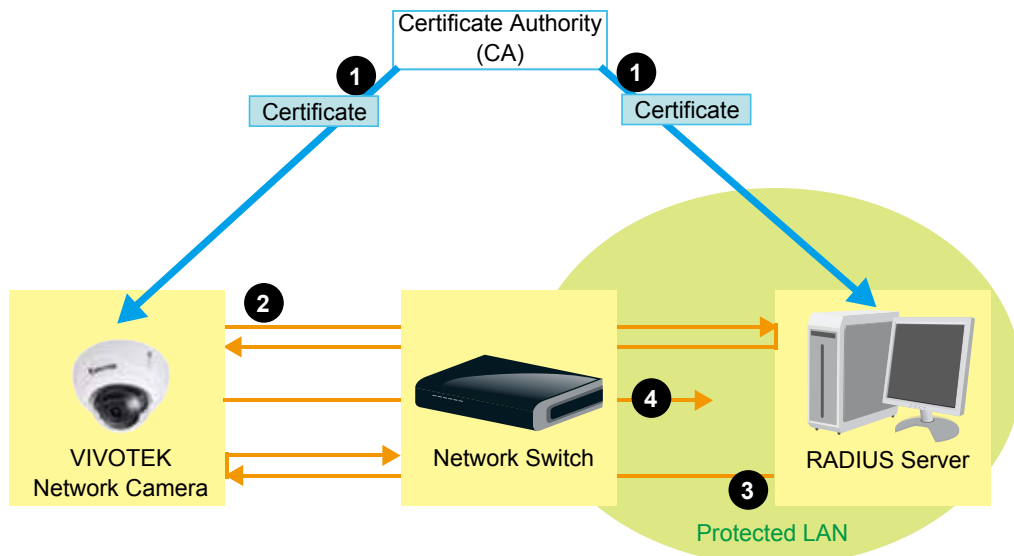 Certificate Authority
(CA)
1
1
Certificate
Certificate
2
4
VIVOTEK
Network Camera
Network Switch
RADIUS Server
3
Protected LAN